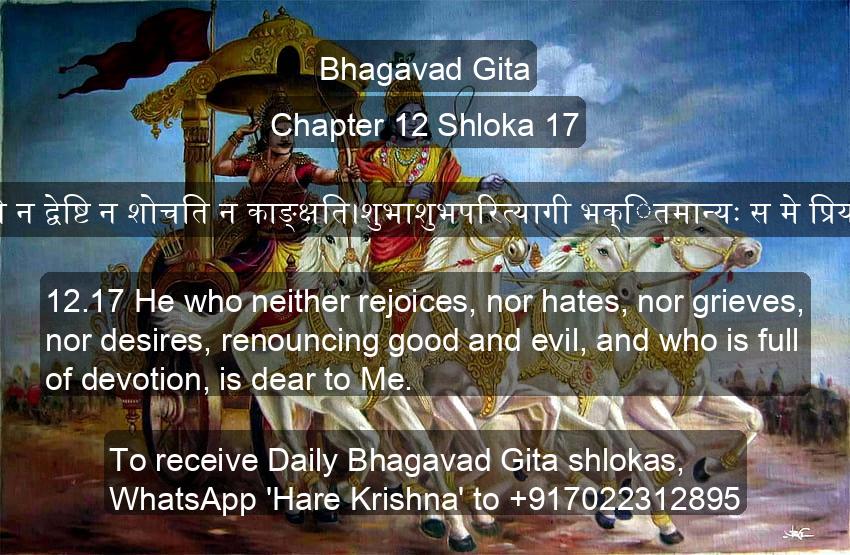 Bhagavad Gita
Chapter 12 Shloka 17
न द्वेष्टि न शोचति न काङ्क्षति।शुभाशुभपरित्यागी भक्ितमान्यः स मे प्रिय
12.17 He who neither rejoices, nor hates, nor grieves,
nor desires, renouncing good and evil, and who is full
of devotion, is dear to Me.
To receive Daily Bhagavad Gita shlokas,
WhatsApp 'Hare Krishna' to +917022312895